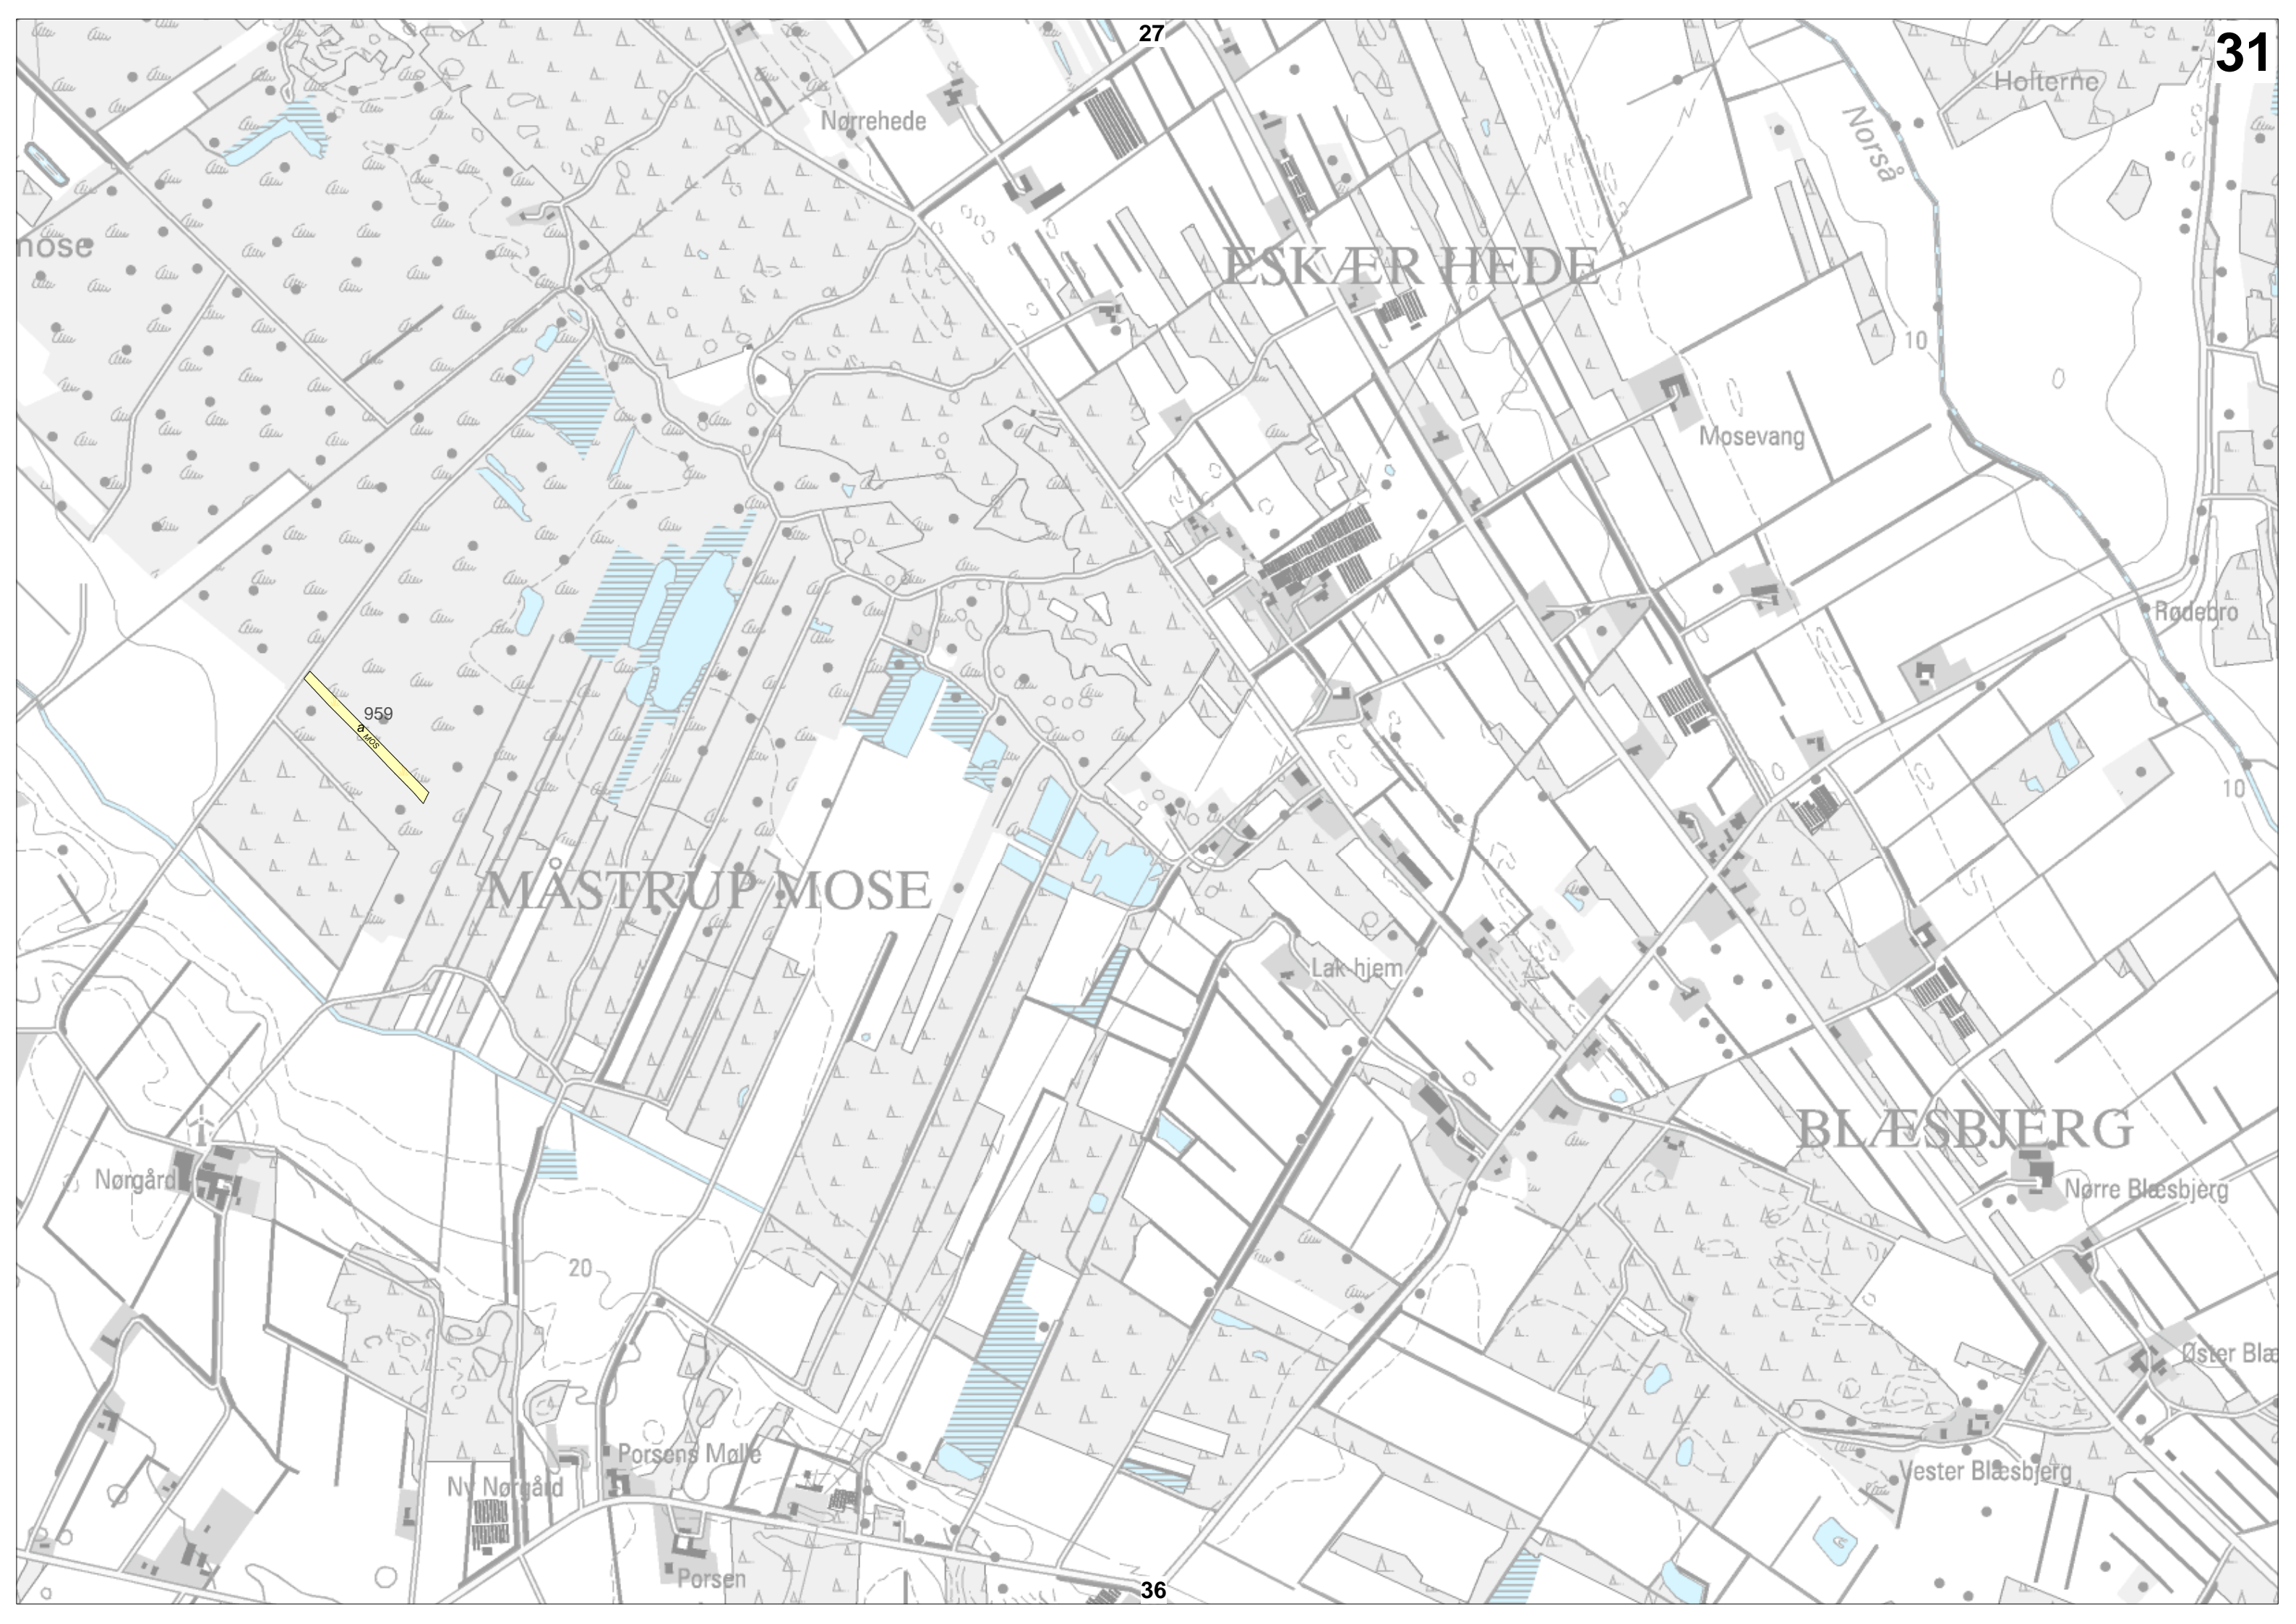 27
31
Holterne
Nørrehede
Norså
mose
ESKÆR HEDE
10
Mosevang
Rødebro
959
a
MOS
10
MÅSTRUP MOSE
Lak-hjem
BLÆSBJERG
Nørgård
Nørre Blæsbjerg
20
Øster Blæ
Porsens Mølle
Vester Blæsbjerg
Ny Nørgård
Porsen
36